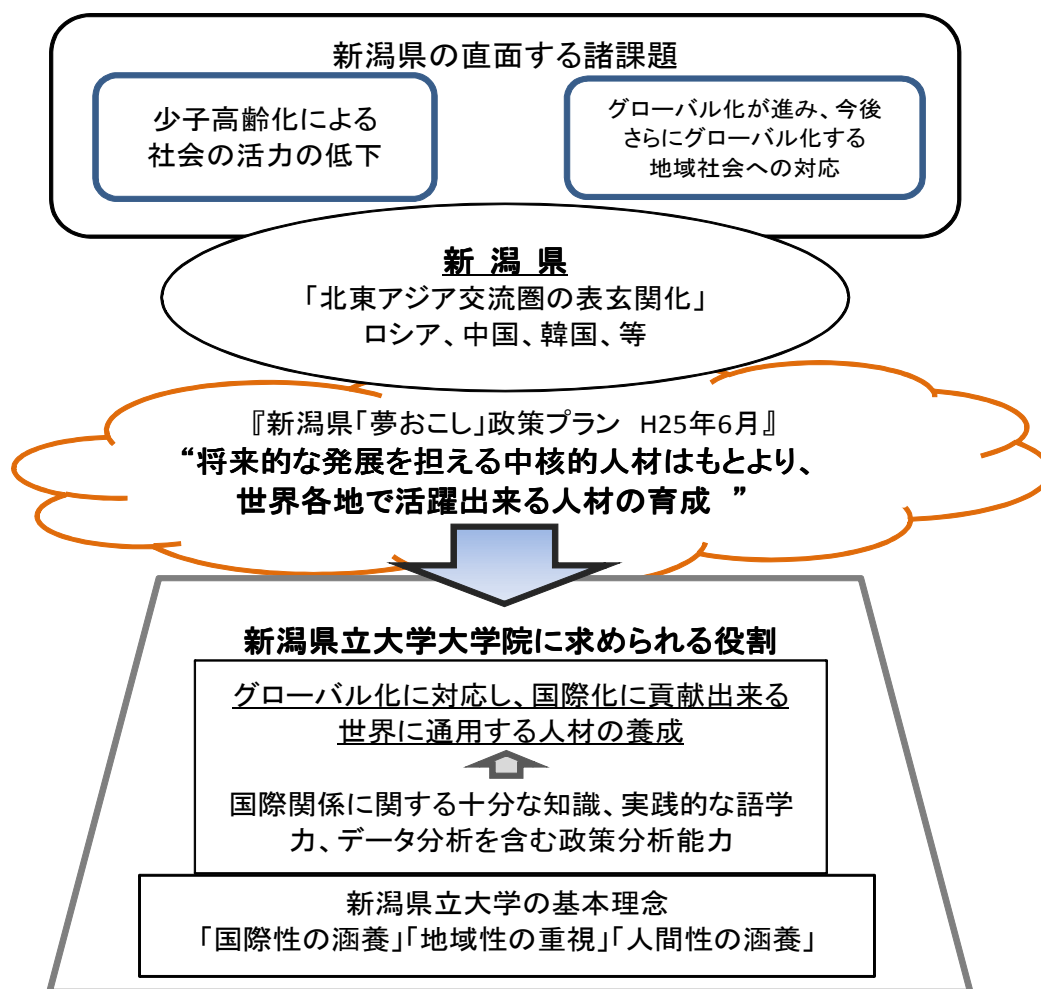 新潟県の直面する諸課題
少子高齢化による
社会の活力の低下
グローバル化が進み、今後
さらにグローバル化する
地域社会への対応
新 潟 県
「北東アジア交流圏の表玄関化」
ロシア、中国、韓国、等
『新潟県「夢おこし」政策プラン　H25年6月』
“将来的な発展を担える中核的人材はもとより、
世界各地で活躍出来る人材の育成　”
新潟県立大学大学院に求められる役割
グローバル化に対応し、国際化に貢献出来る
世界に通用する人材の養成
国際関係に関する十分な知識、実践的な語学
力、データ分析を含む政策分析能力
新潟県立大学の基本理念
「国際性の涵養」「地域性の重視」「人間性の涵養」